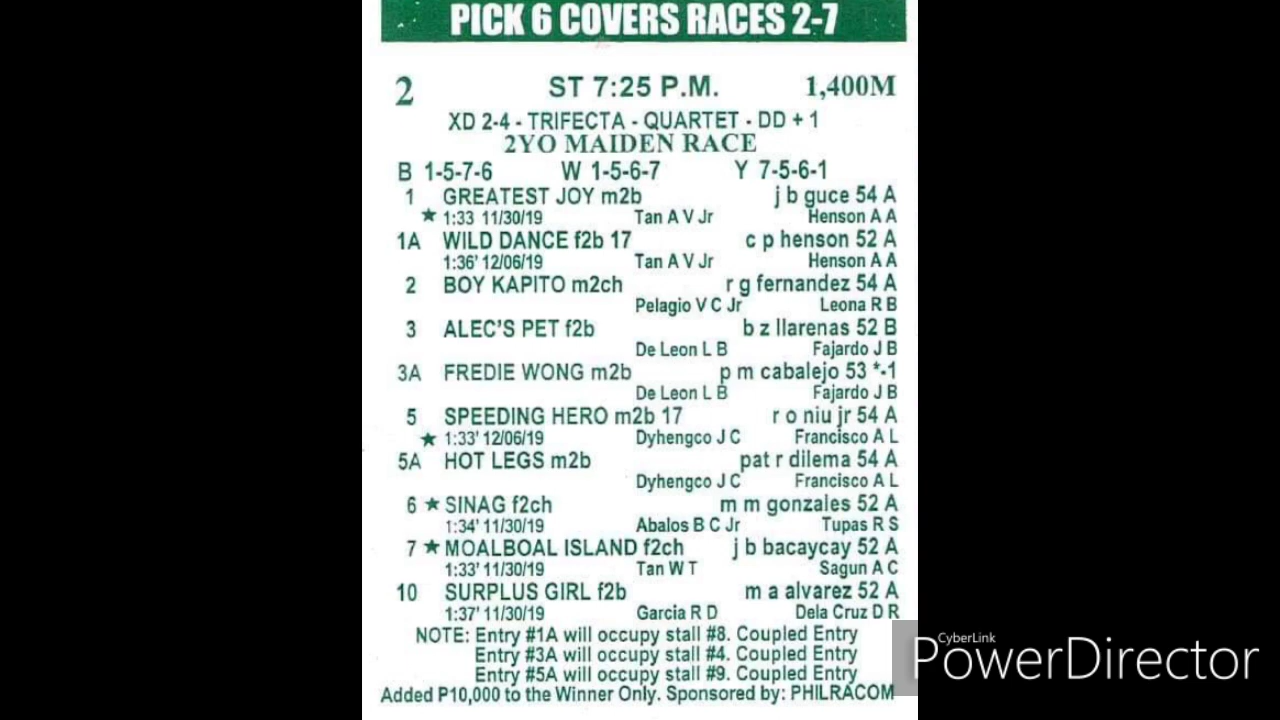 PICK 6 COVERS RACES 2-7
2 ST 7:25 P.M. 1,400M
XD 2-4 - TRIFECTA - QUARTET - DD + 1
2YO MAIDEN RACE
B 1-5-7-6 W 1-5-6-7 Y 7-5-6-1
1 GREATEST JOY m2b j b guce 54 A
★ 1:33 11/30/19 Tan A V Jr Henson A A
1A WILD DANCE f2b 17 c p henson 52 A
1:36' 12/06/19 Tan A V Jr Henson A A
2 BOY KAPITO m2ch r g fernandez 54 A
Pelagio V C Jr Leona R B
3 ALEC'S PET f2b b z llarenas 52 B
De Leon L B Fajardo J B
3A FREDIE WONG m2b p m cabalejo 53 *-1
De Leon L B Fajardo J B
5 SPEEDING HERO m2b 17 r o niu jr 54 A
★ 1:33' 12/06/19 Dyhengco J C Francisco A L
5A HOT LEGS m2b pat r dilema 54 A
Dyhengco J C Francisco A L
6 ★ SINAG f2ch m m gonzales 52 A
1:34' 11/30/19 Abalos B C Jr Tupas R S
7 ★ MOALBOAL ISLAND f2ch j b bacaycay 52 A
1:33' 11/30/19 Tan W T Sagun A C
10 SURPLUS GIRL f2b m a alvarez 52 A
1:37' 11/30/19 Garcia R D Dela Cruz D R
NOTE: Entry #1A will occupy stall #8. Coupled Entry
Entry #3A will occupy stall #4. Coupled Entry
Entry #5A will occupy stall #9. Coupled Entry
Added P10,000 to the Winner Only. Sponsored by: PHILRACOM
CyberLink
PowerDirector